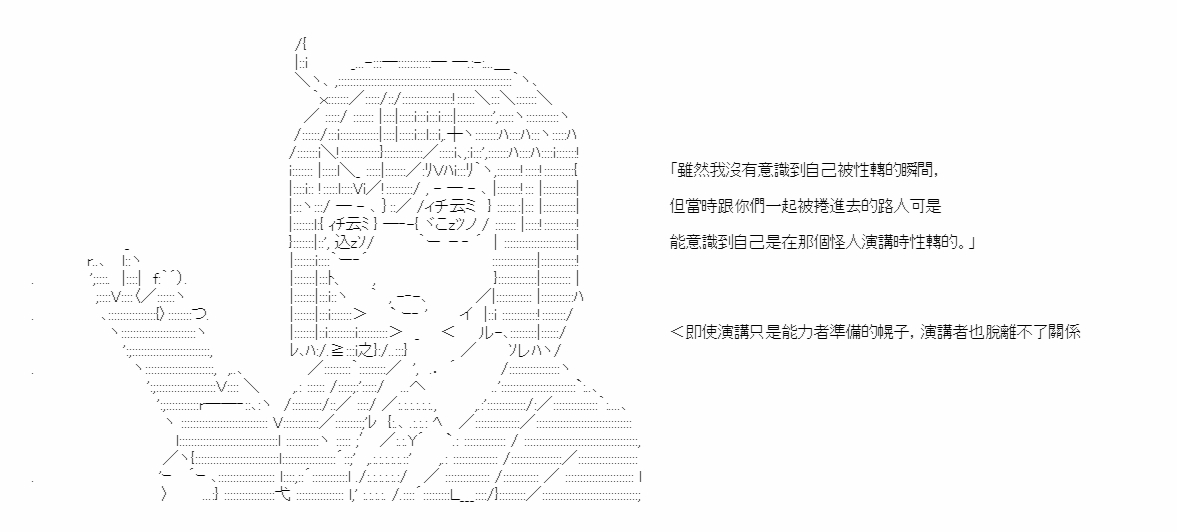 「雖然我沒有意識到自己被性轉的瞬間，
但當時跟你們一起被捲進去的路人可是
能意識到自己是在那個怪人演講時性轉的。」
＜即使演講只是能力者準備的幌子，演講者也脫離不了關係